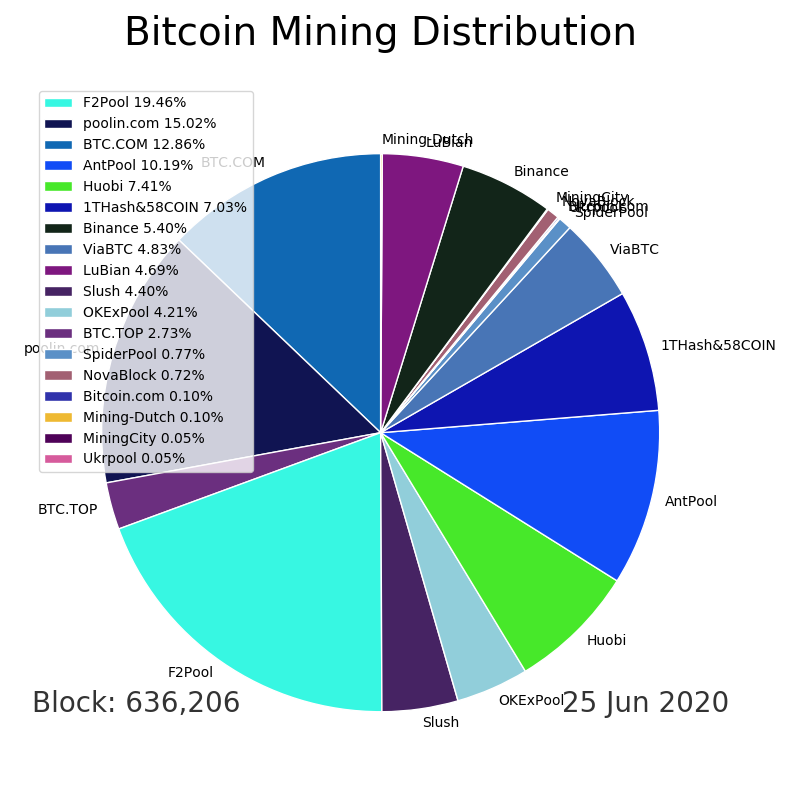 Bitcoin Mining Distribution
F2Pool 19.46%
poolin.com 15.02%
BTC.COM 12.86%
AntPool 10.19%
Huobi 7.41%
1THash&58COIN 7.03%
Binance 5.40%
ViaBTC 4.83%
LuBian 4.69%
Slush 4.40%
OKExPool 4.21%
BTC.TOP 2.73%
SpiderPool 0.77%
NovaBlock 0.72%
Bitcoin.com 0.10%
Mining-Dutch 0.10%
MiningCity 0.05%
Ukrpool 0.05%
Mining-Dutch
LuBian
Binance
MiningCity
NovaBlock
SpiderPool
ViaBTC
1THash&58COIN
AntPool
Huobi
OKExPool
Slush
F2Pool
BTC.TOP
poolin.com
BTC.COM
Block: 636,206
25 Jun 2020